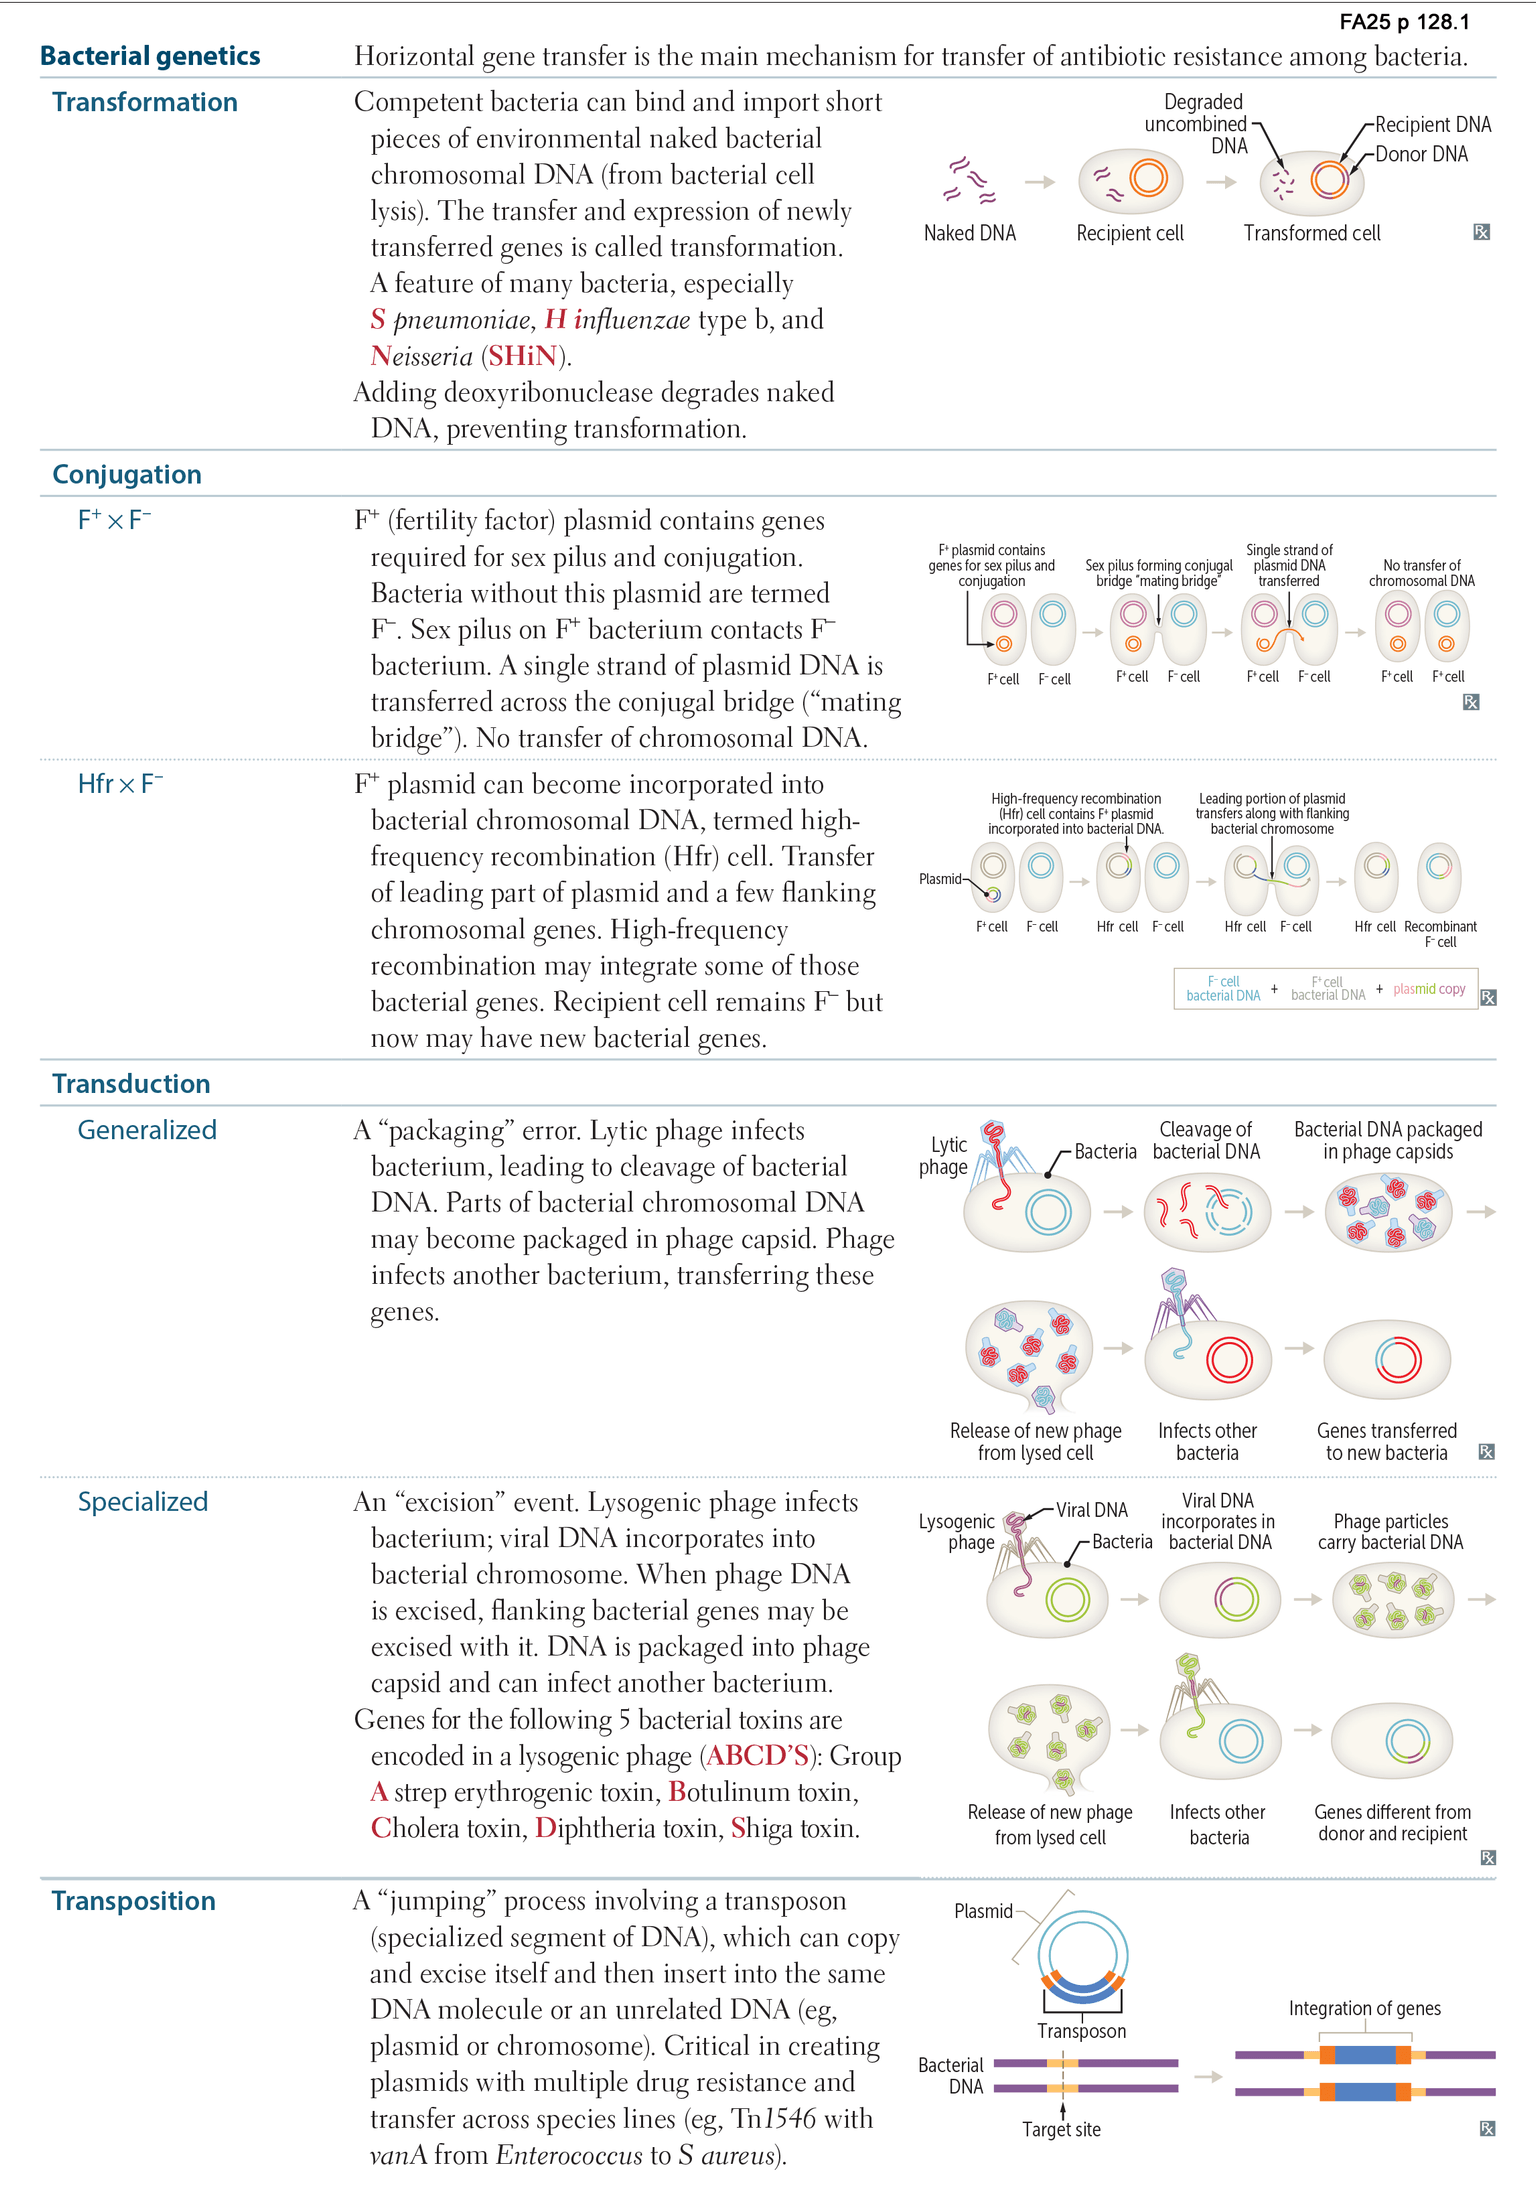 FA25 p 128.1
Bacterial genetics
Horizontal gene transfer is the main mechanism for transfer of antibiotic resistance among bacteria.
Transformation
Competent bacteria can bind and import short
pieces of environmental naked bacterial
chromosomal DNA (from bacterial cell
lysis). The transfer and expression of newly
transferred genes is called transformation.
A feature of many bacteria, especially
S pneumoniae, H influenzae type b, and
Neisseria (SHiN).
Adding deoxyribonuclease degrades naked
DNA, preventing transformation.
Degraded
uncombined
DNA
Recipient DNA
Donor DNA
Naked DNA
Recipient cell
Transformed cell
Rx
Conjugation
F+ × F–
F+ (fertility factor) plasmid contains genes
required for sex pilus and conjugation.
Bacteria without this plasmid are termed
F–. Sex pilus on F+ bacterium contacts F–
bacterium. A single strand of plasmid DNA is
transferred across the conjugal bridge (“mating
bridge”). No transfer of chromosomal DNA.
F+ plasmid contains
genes for sex pilus and
conjugation
Sex pilus forming conjugal
bridge “mating bridge”
Single strand of
plasmid DNA
transferred
No transfer of
chromosomal DNA
F+ cell
F– cell
F+ cell
F– cell
F+ cell
F– cell
F+ cell
F+ cell
Rx
Hfr × F–
F+ plasmid can become incorporated into
bacterial chromosomal DNA, termed high-
frequency recombination (Hfr) cell. Transfer
of leading part of plasmid and a few flanking
chromosomal genes. High-frequency
recombination may integrate some of those
bacterial genes. Recipient cell remains F– but
now may have new bacterial genes.
High-frequency recombination
(Hfr) cell contains F+ plasmid
incorporated into bacterial DNA.
Leading portion of plasmid
transfers along with flanking
bacterial chromosome
Plasmid
F+ cell
F– cell
Hfr cell
F– cell
Hfr cell
F– cell
Hfr cell
Recombinant
F– cell
F– cell
bacterial DNA
+
F+ cell
bacterial DNA
+
plasmid copy
Rx
Transduction
Generalized
A “packaging” error. Lytic phage infects
bacterium, leading to cleavage of bacterial
DNA. Parts of bacterial chromosomal DNA
may become packaged in phage capsid. Phage
infects another bacterium, transferring these
genes.
Lytic
phage
Bacteria
Cleavage of
bacterial DNA
Bacterial DNA packaged
in phage capsids
Release of new phage
from lysed cell
Infects other
bacteria
Genes transferred
to new bacteria
Rx
Specialized
An “excision” event. Lysogenic phage infects
bacterium; viral DNA incorporates into
bacterial chromosome. When phage DNA
is excised, flanking bacterial genes may be
excised with it. DNA is packaged into phage
capsid and can infect another bacterium.
Genes for the following 5 bacterial toxins are
encoded in a lysogenic phage (ABCD’S): Group
A strep erythrogenic toxin, Botulinum toxin,
Cholera toxin, Diphtheria toxin, Shiga toxin.
Lysogenic
phage
Viral DNA
Bacteria
Viral DNA
incorporates in
bacterial DNA
Phage particles
carry bacterial DNA
Release of new phage
from lysed cell
Infects other
bacteria
Genes different from
donor and recipient
Rx
Transposition
A “jumping” process involving a transposon
(specialized segment of DNA), which can copy
and excise itself and then insert into the same
DNA molecule or an unrelated DNA (eg,
plasmid or chromosome). Critical in creating
plasmids with multiple drug resistance and
transfer across species lines (eg, Tn1546 with
vanA from Enterococcus to S aureus).
Plasmid
Transposon
Bacterial
DNA
Target site
Integration of genes
Rx